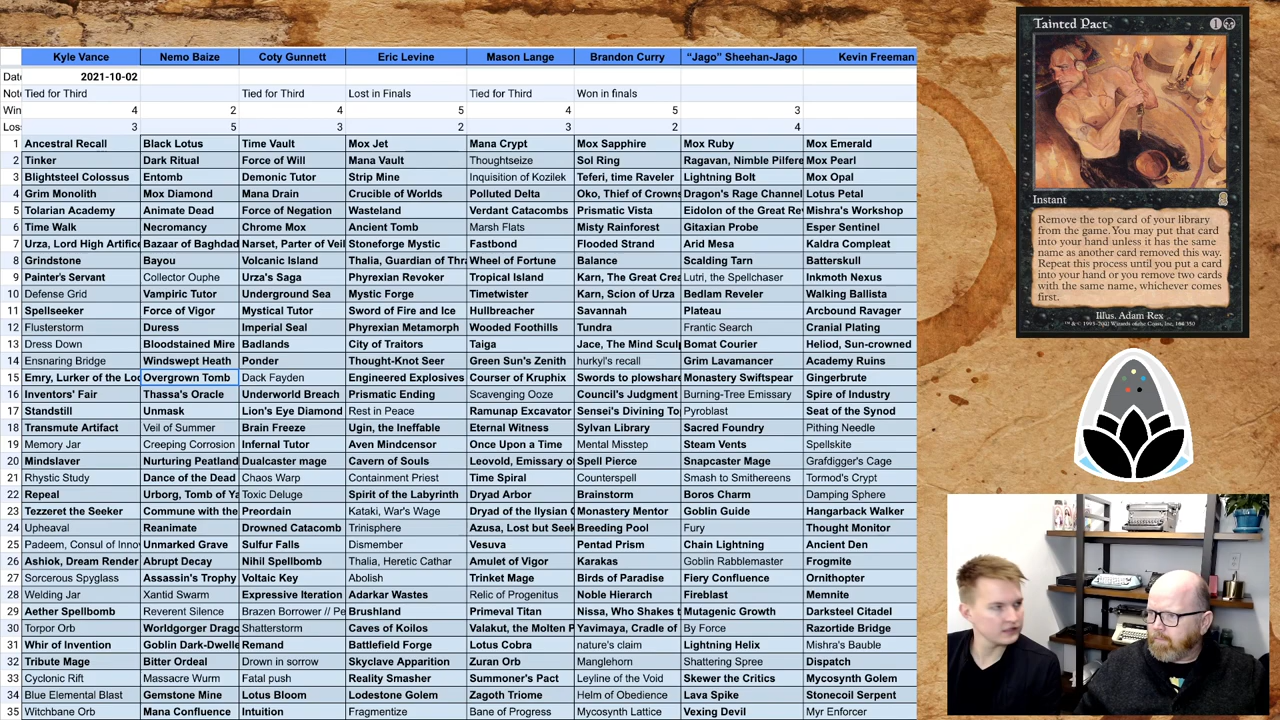 Kyle Vance Nemo Baize Coty Gunnett Eric Levine Mason Lange Brandon Curry “Jago” Sheehan-Jago Kevin Freeman
Date 2021-10-02
Not Tied for Third Tied for Third Lost in Finals Tied for Third Won in finals
Win 4 2 4 5 4 5 3
Los 3 5 3 2 3 2 4
1 Ancestral Recall Black Lotus Time Vault Mox Jet Mana Crypt Mox Sapphire Mox Ruby Mox Emerald
2 Tinker Dark Ritual Force of Will Mana Vault Thoughtseize Sol Ring Ragavan, Nimble Pilfere Mox Pearl
3 Blightsteel Colossus Entomb Demonic Tutor Strip Mine Inquisition of Kozilek Teferi, time Raveler Lightning Bolt Mox Opal
4 Grim Monolith Mox Diamond Mana Drain Crucible of Worlds Polluted Delta Oko, Thief of Crowns Dragon's Rage Channel Lotus Petal
5 Tolarian Academy Animate Dead Force of Negation Wasteland Verdant Catacombs Prismatic Vista Eidolon of the Great Re Mishra's Workshop
6 Time Walk Necromancy Chrome Mox Ancient Tomb Marsh Flats Misty Rainforest Gitaxian Probe Esper Sentinel
7 Urza, Lord High Artifice Bazaar of Baghdad Narset, Parter of Veil Stoneforge Mystic Fastbond Flooded Strand Arid Mesa Kaldra Compleat
8 Grindstone Bayou Volcanic Island Thalia, Guardian of Thr Wheel of Fortune Balance Scalding Tarn Batterskull
9 Painter's Servant Collector Ouphe Urza's Saga Phyrexian Revoker Tropical Island Karn, The Great Crea Lutri, the Spellchaser Inkmoth Nexus
10 Defense Grid Vampiric Tutor Underground Sea Mystic Forge Timetwister Karn, Scion of Urza Bedlam Reveler Walking Ballista
11 Spellseeker Force of Vigor Mystical Tutor Sword of Fire and Ice Hullbreacher Savannah Plateau Arcbound Ravager
12 Flusterstorm Duress Imperial Seal Phyrexian Metamorph Wooded Foothills Tundra Frantic Search Cranial Plating
13 Dress Down Bloodstained Mire Badlands City of Traitors Taiga Jace, The Mind Sculp Bomat Courier Heliod, Sun-crowned
14 Ensnaring Bridge Windswept Heath Ponder Thought-Knot Seer Green Sun's Zenith hurkyl's recall Grim Lavamancer Academy Ruins
15 Emry, Lurker of the Loc Overgrown Tomb Dack Fayden Engineered Explosives Courser of Kruphix Swords to plowshare Monastery Swiftspear Gingerbrute
16 Inventors' Fair Thassa's Oracle Underworld Breach Prismatic Ending Scavenging Ooze Council's Judgment Burning-Tree Emissary Spire of Industry
17 Standstill Unmask Lion's Eye Diamond Rest in Peace Ramunap Excavator Sensei's Divining To Pyroblast Seat of the Synod
18 Transmute Artifact Veil of Summer Brain Freeze Ugin, the Ineffable Eternal Witness Sylvan Library Sacred Foundry Pithing Needle
19 Memory Jar Creeping Corrosion Infernal Tutor Aven Mindcensor Once Upon a Time Mental Misstep Steam Vents Spellskite
20 Mindslaver Nurturing Peatland Dualcaster mage Cavern of Souls Leovold, Emissary o Spell Pierce Snapcaster Mage Grafdigger's Cage
21 Rhystic Study Dance of the Dead Chaos Warp Containment Priest Time Spiral Counterspell Smash to Smithereens Tormod's Crypt
22 Repeal Urborg, Tomb of Ya Toxic Deluge Spirit of the Labyrinth Dryad Arbor Brainstorm Boros Charm Damping Sphere
23 Tezzeret the Seeker Commune with the Preordain Kataki, War's Wage Dryad of the Ilysian G Monastery Mentor Goblin Guide Hangarback Walker
24 Upheaval Reanimate Drowned Catacomb Trinisphere Azusa, Lost but Seek Breeding Pool Fury Thought Monitor
25 Padeem, Consul of Inno Unmarked Grave Sulfur Falls Dismember Vesuva Pentad Prism Chain Lightning Ancient Den
26 Ashiok, Dream Render Abrupt Decay Nihil Spellbomb Thalia, Heretic Cathar Amulet of Vigor Karakas Goblin Rabblemaster Frogmite
27 Sorcerous Spyglass Assassin's Trophy Voltaic Key Abolish Trinket Mage Birds of Paradise Fiery Confluence Ornithopter
28 Welding Jar Xantid Swarm Expressive Iteration Adarkar Wastes Relic of Progenitus Noble Hierarch Fireblast Memnite
29 Aether Spellbomb Reverent Silence Brazen Borrower // Pe Brushland Primeval Titan Nissa, Who Shakes t Mutagenic Growth Darksteel Citadel
30 Torpor Orb Worldgorger Drago Shatterstorm Caves of Koilos Valakut, the Molten P Yavimaya, Cradle of By Force Razortide Bridge
31 Whir of Invention Goblin Dark-Dwelle Remand Battlefield Forge Lotus Cobra nature's claim Lightning Helix Mishra's Bauble
32 Tribute Mage Bitter Ordeal Drown in sorrow Skyclave Apparition Zuran Orb Manglehorn Shattering Spree Dispatch
33 Cyclonic Rift Massacre Wurm Fatal push Reality Smasher Summoner's Pact Leyline of the Void Skewer the Critics Mycosynth Golem
34 Blue Elemental Blast Gemstone Mine Lotus Bloom Lodestone Golem Zagoth Triome Helm of Obedience Lava Spike Stonecoil Serpent
35 Witchbane Orb Mana Confluence Intuition Fragmentize Bane of Progress Mycosynth Lattice Vexing Devil Myr Enforcer
Tainted Pact 1
Instant
Remove the top card of your library
from the game. You may put that card
into your hand unless it has the same
name as another card removed this way.
Repeat this process until you put a card
into your hand or you remove two cards
with the same name, whichever comes
first.
Illus. Adam Rex